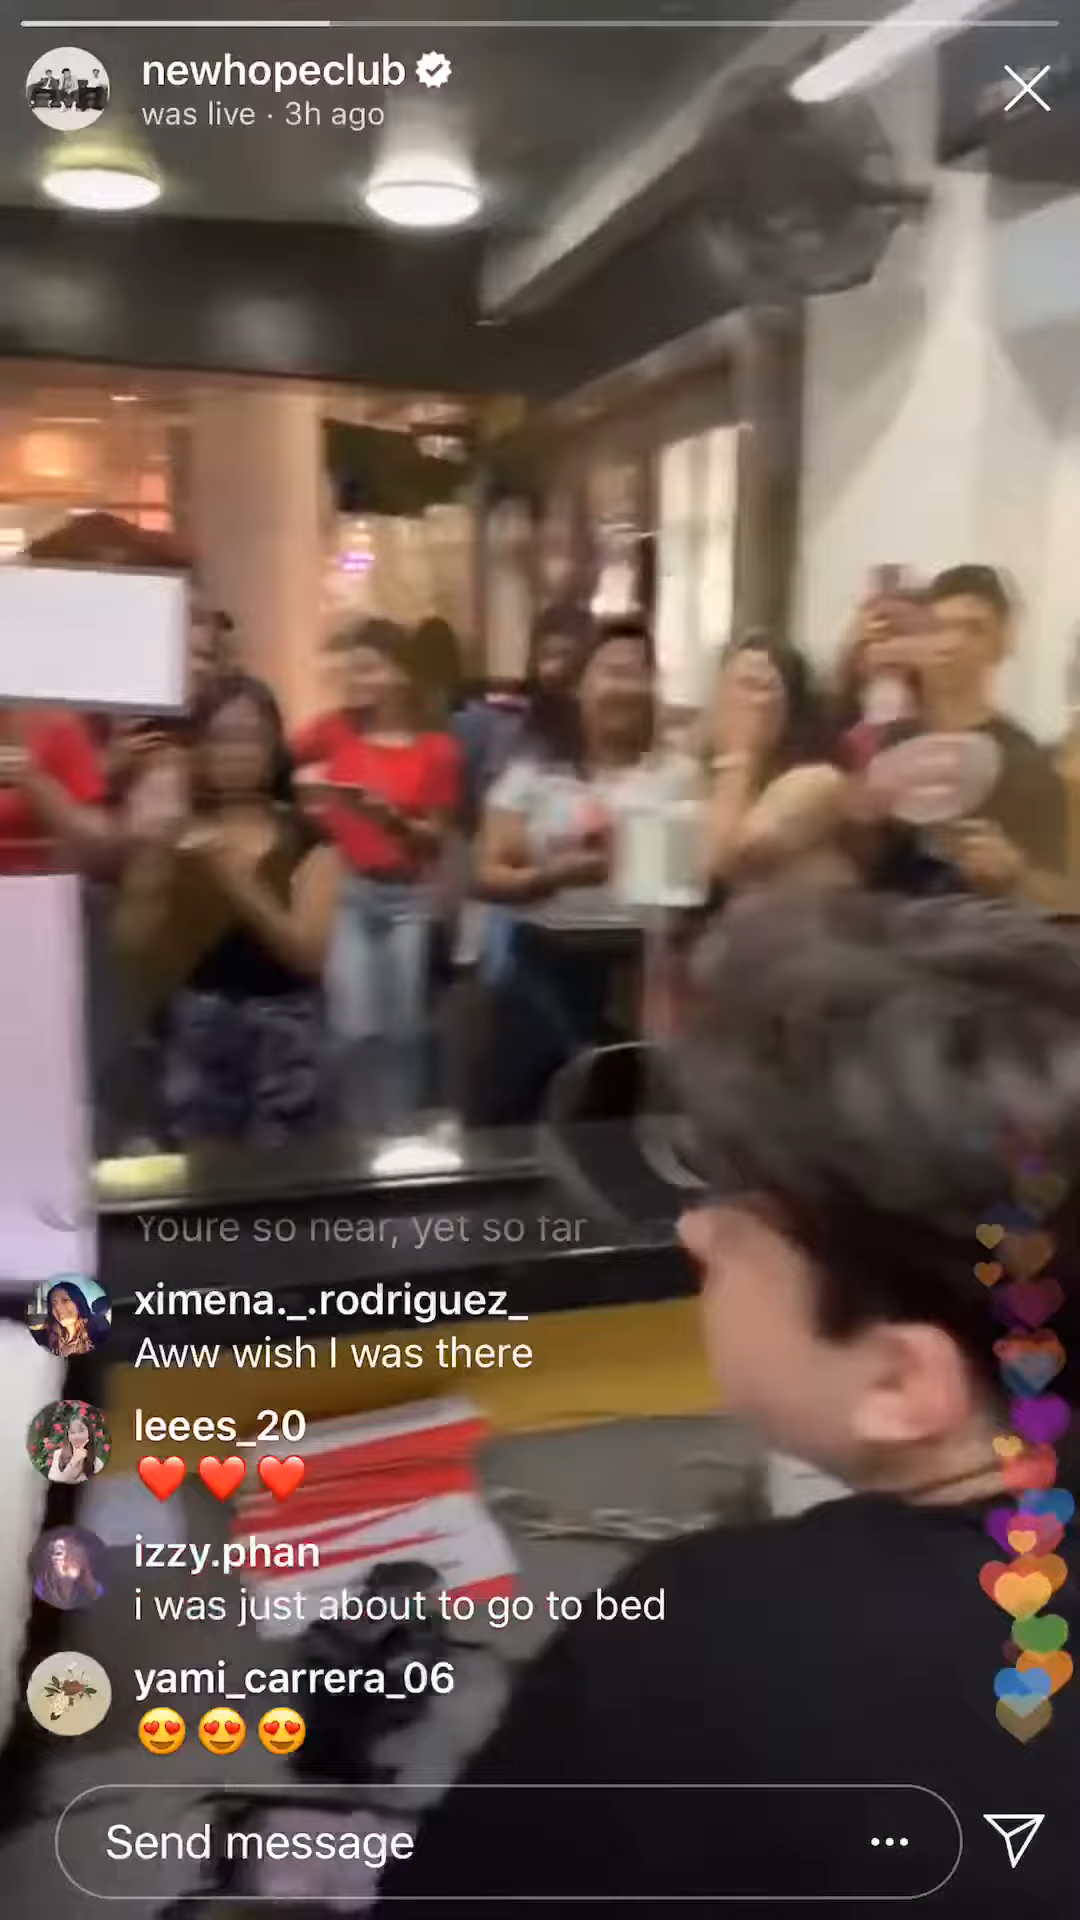 newhopeclub
was live · 3h ago
Youre so near, yet so far
ximena._.rodriguez_
Aww wish I was there
leees_20
❤️ ❤️ ❤️
izzy.phan
i was just about to go to bed
yami_carrera_06
😍 😍 😍
Send message